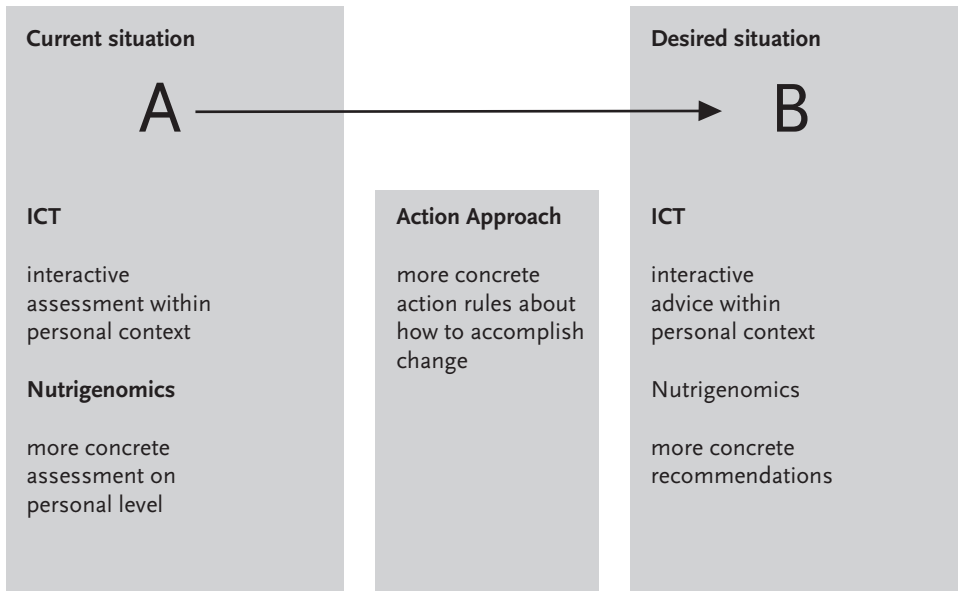 Current situation
A
ICT
interactive
assessment within
personal context
Nutrigenomics
more concrete
assessment on
personal level
Action Approach
more concrete
action rules about
how to accomplish
change
Desired situation
B
ICT
interactive
advice within
personal context
Nutrigenomics
more concrete
recommendations